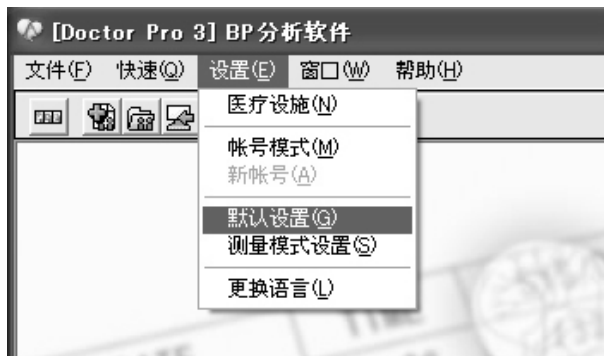 [Doctor Pro 3] BP分析软件
文件(F) 快速(Q) 设置(E) 窗口(W) 帮助(H)
医疗设施(N)
帐号模式(M)
新帐号(A)
默认设置(G)
测量模式设置(S)
更换语言(L)